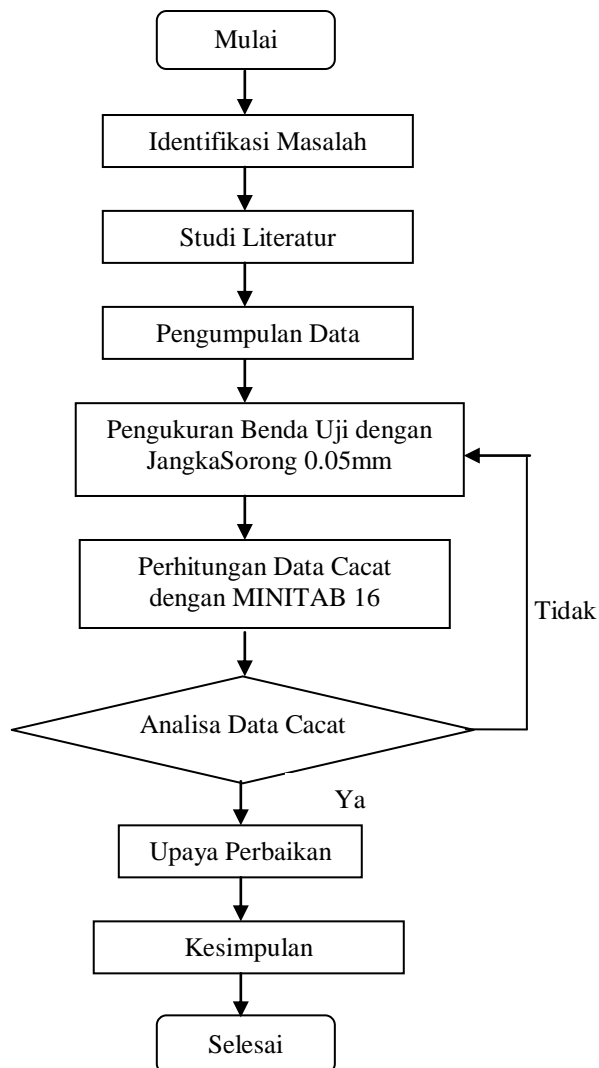 Mulai
Identifikasi Masalah
Studi Literatur
Pengumpulan Data
Pengukuran Benda Uji dengan
JangkaSorong 0.05mm
Perhitungan Data Cacat
dengan MINITAB 16
Tidak
Analisa Data Cacat
Ya
Upaya Perbaikan
Kesimpulan
Selesai